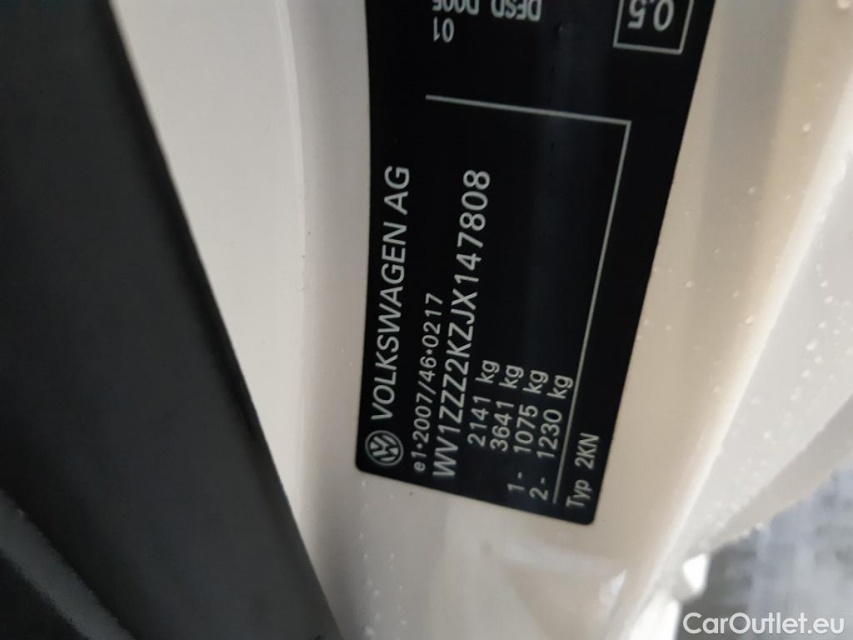 VOLKSWAGEN AG
e1*2007/46*0217
WV1ZZZ2KZJX147808
2141 kg
3641 kg
1- 1075 kg
2- 1230 kg
Typ 2KN
01
0,5
CarOutlet.eu